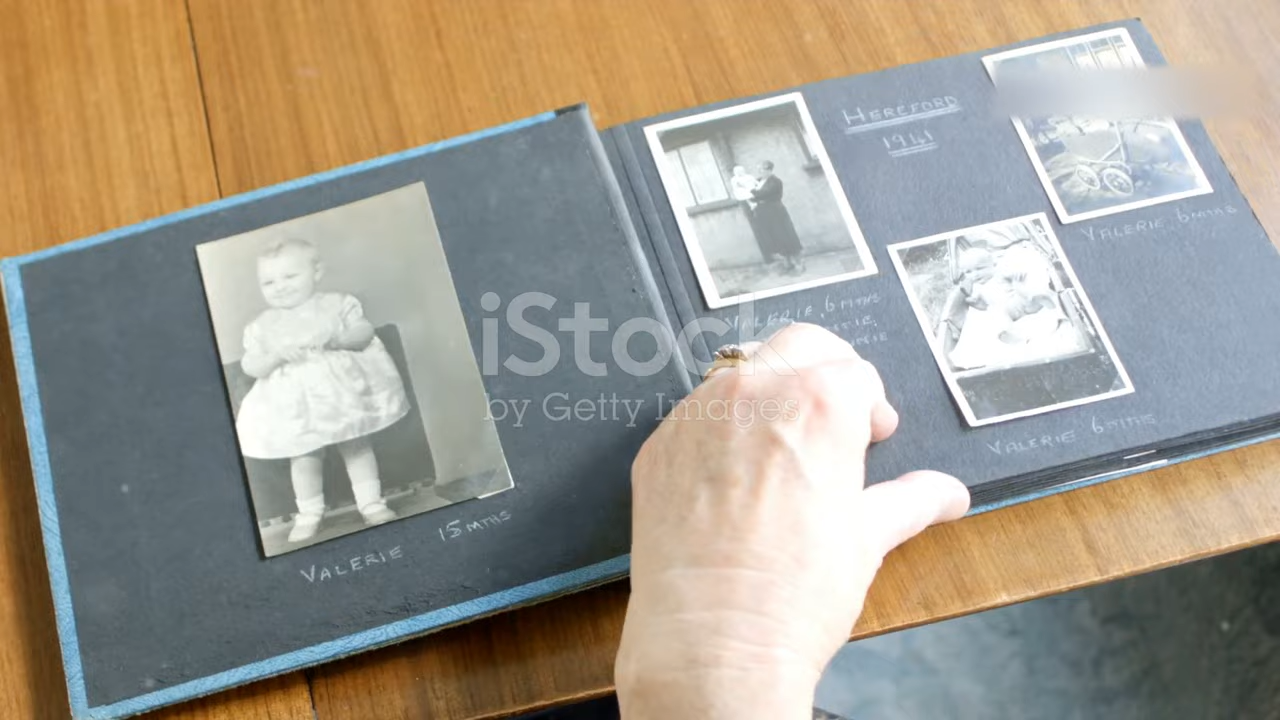 VALERIE 15 MTHS
HEREFORD
1941
VALERIE 6 MTHS
VALERIE 6 MTHS
VALERIE 6 MTHS
iStock
by Getty Images